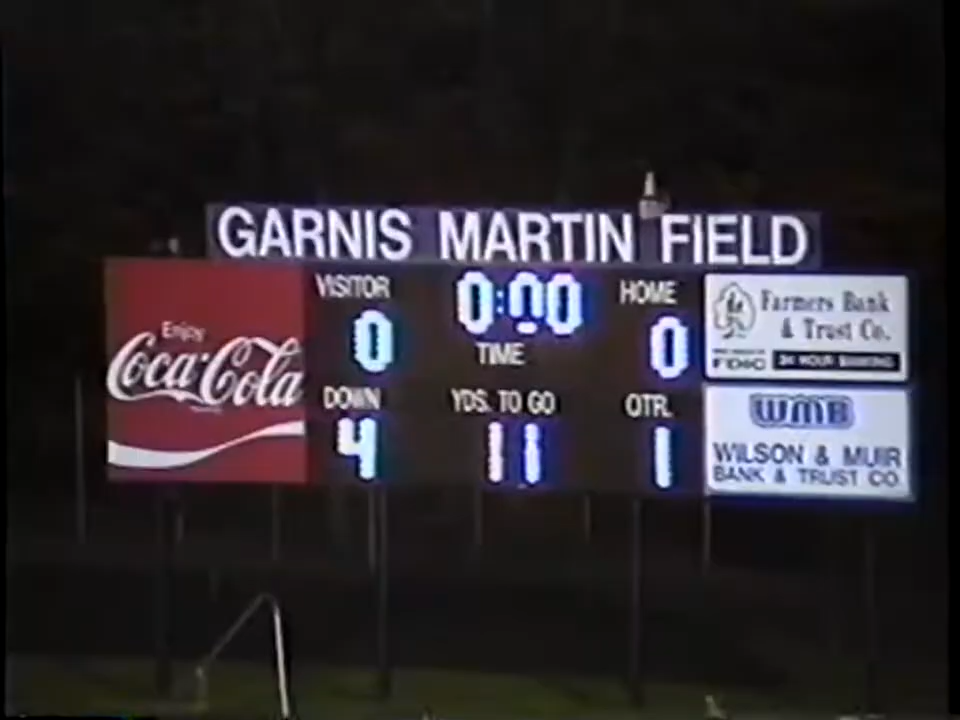 GARNIS MARTIN FIELD
Enjoy
Coca-Cola
VISITOR
0:00
HOME
0
TIME
0
DOWN
YDS. TO GO
QTR.
4
11
1
Farmers Bank
& Trust Co.
FDIC
24 HOUR BANKING
WMB
WILSON & MUIR
BANK & TRUST CO.